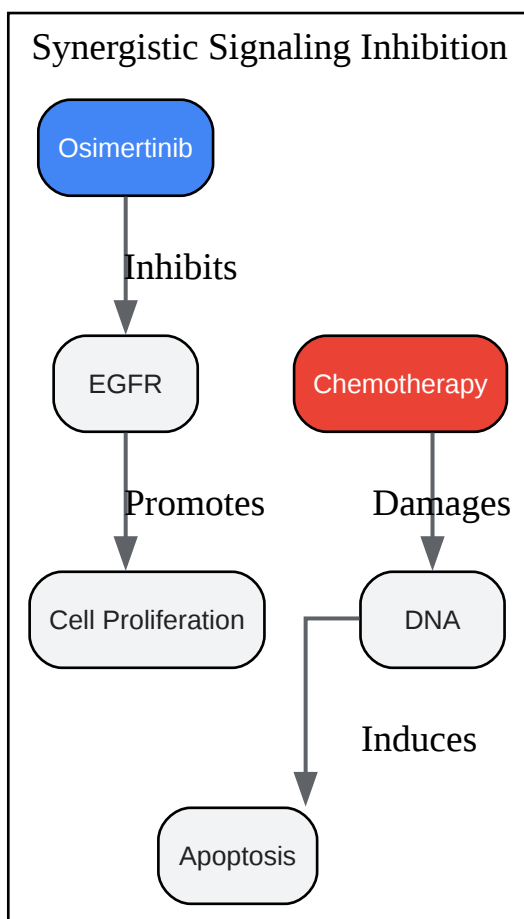 Synergistic Signaling Inhibition
Osimertinib
Inhibits
EGFR
Chemotherapy
Promotes
Damages
Cell Proliferation
DNA
Induces
Apoptosis